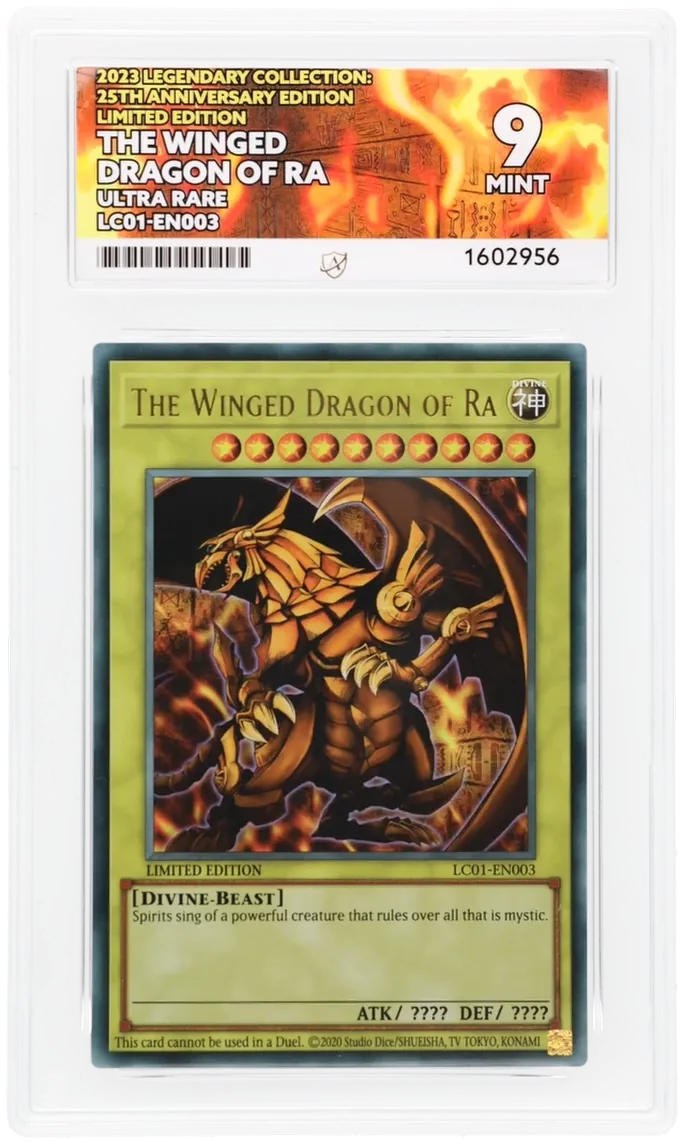 2023 LEGENDARY COLLECTION:
25TH ANNIVERSARY EDITION
LIMITED EDITION
THE WINGED
DRAGON OF RA
ULTRA RARE
LC01-EN003
9
MINT
1602956
THE WINGED DRAGON OF RA
DIVINE
神
LIMITED EDITION LC01-EN003
[DIVINE-BEAST]
Spirits sing of a powerful creature that rules over all that is mystic.
ATK/ ???? DEF/ ????
This card cannot be used in a Duel. ©2020 Studio Dice/SHUEISHA, TV TOKYO, KONAMI